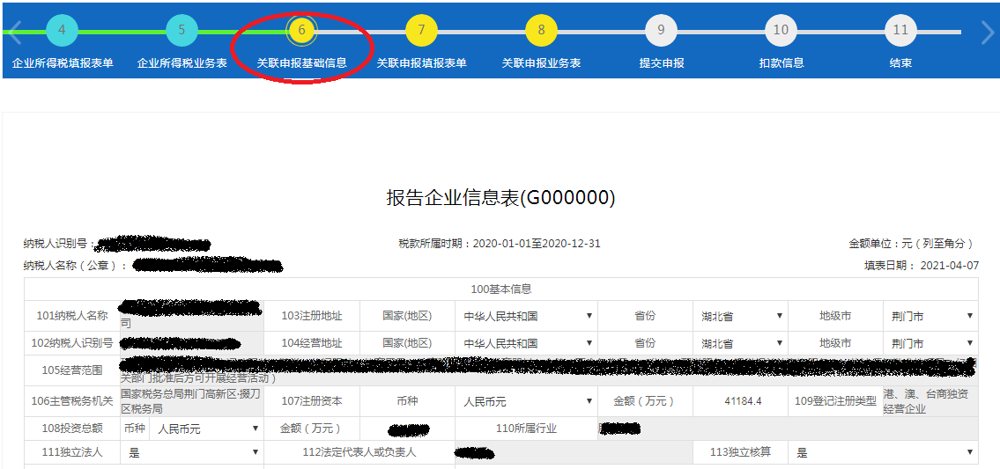 4 5 6 7 8 9 10 11
企业所得税填报表单 企业所得税业务表 关联申报基础信息 关联申报填报表单 关联申报业务表 提交申报 扣款信息 结束
报告企业信息表(G000000)
纳税人识别号： 税款所属时期：2020-01-01至2020-12-31 金额单位：元（列至角分）
纳税人名称（公章）： 填表日期： 2021-04-07
100基本信息
101纳税人名称 司 103注册地址 国家(地区) 中华人民共和国 省份 湖北省 地级市 荆门市
102纳税人识别号 104经营地址 国家(地区) 中华人民共和国 省份 湖北省 地级市 荆门市
105经营范围
关部门批准后方可开展经营活动）
106主管税务机关 国家税务总局荆门高新区·掇刀区税务局 107注册资本 币种 人民币元 金额（万元） 41184.4 109登记注册类型 港、澳、台商独资经营企业
108投资总额 币种 人民币元 金额（万元） 110所属行业
111独立法人 是 112法定代表人或负责人 113独立核算 是